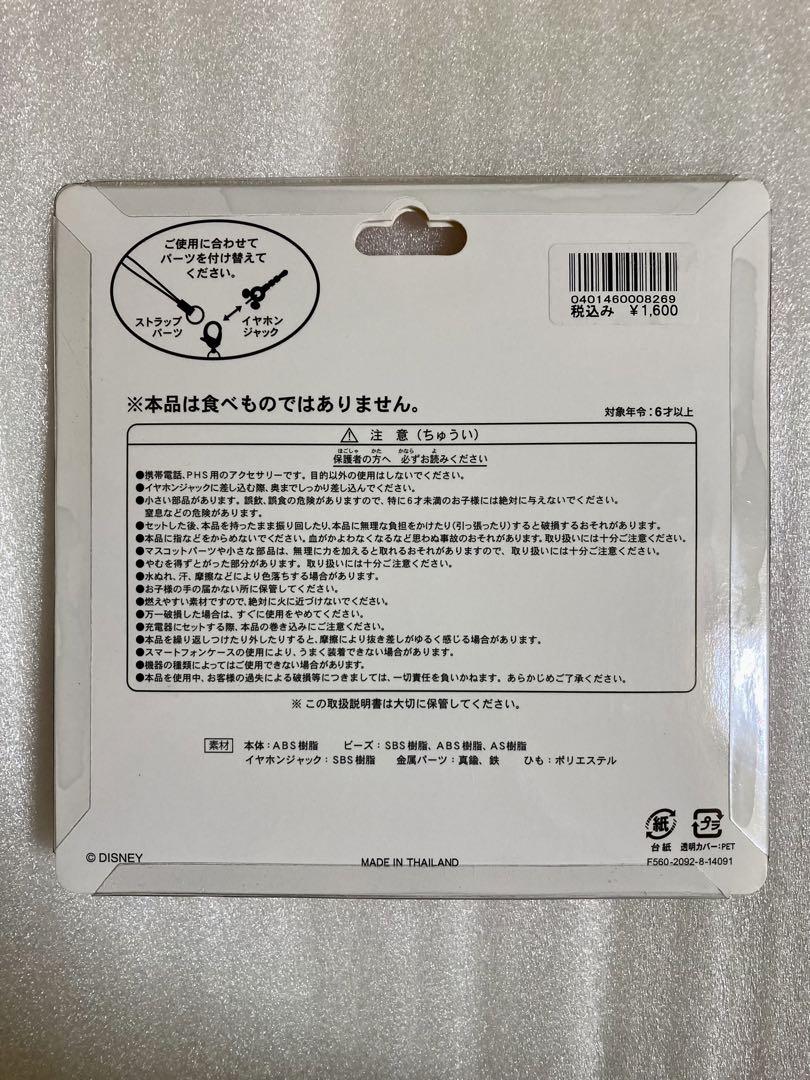 ご使用に合わせて
パーツを付け替えて
ください。
ストラップ
パーツ
イヤホン
ジャック
0401460008269
税込み ¥1,600
※本品は食べものではありません。
対象年令：6才以上
⚠ 注 意（ちゅうい）
保護者の方へ 必ずお読みください
ほごしゃ かた かなら よ
●携帯電話、PHS用のアクセサリーです。目的以外の使用はしないでください。
●イヤホンジャックに差し込む際、奥までしっかり差し込んでください。
●小さい部品があります。誤飲、誤食の危険がありますので、特に6才未満のお子様には絶対に与えないでください。
窒息などの危険があります。
●セットした後、本品を持ったまま振り回したり、本品に無理な負担をかけたり(引っ張ったり)すると破損するおそれがあります。
●本品に指などをからめないでください。血がかよわなくなるなど思わぬ事故のおそれがあります。取り扱いには十分ご注意ください。
●マスコットパーツや小さな部品は、無理に力を加えると取れるおそれがありますので、取り扱いには十分ご注意ください。
●やむを得ずとがった部分があります。取り扱いには十分ご注意ください。
●水ぬれ、汗、摩擦などにより色落ちする場合があります。
●お子様の手の届かない所に保管してください。
●燃えやすい素材ですので、絶対に火に近づけないでください。
●万一破損した場合は、すぐに使用をやめてください。
●充電器にセットする際、本品の巻き込みにご注意ください。
●本品を繰り返しつけたり外したりすると、摩擦により抜き差しがゆるく感じる場合があります。
●スマートフォンケースの使用により、うまく装着できない場合があります。
●機器の種類によってはご使用できない場合があります。
●本品を使用中、お客様の過失による破損等につきましては、一切責任を負いかねます。あらかじめご了承ください。
※ この取扱説明書は大切に保管してください。
素材 本体：ABS樹脂 ビーズ：SBS樹脂、ABS樹脂、AS樹脂
イヤホンジャック：SBS樹脂 金属パーツ：真鍮、鉄 ひも：ポリエステル
紙 プラ
台紙 透明カバー：PET
© DISNEY
MADE IN THAILAND
F560-2092-8-14091